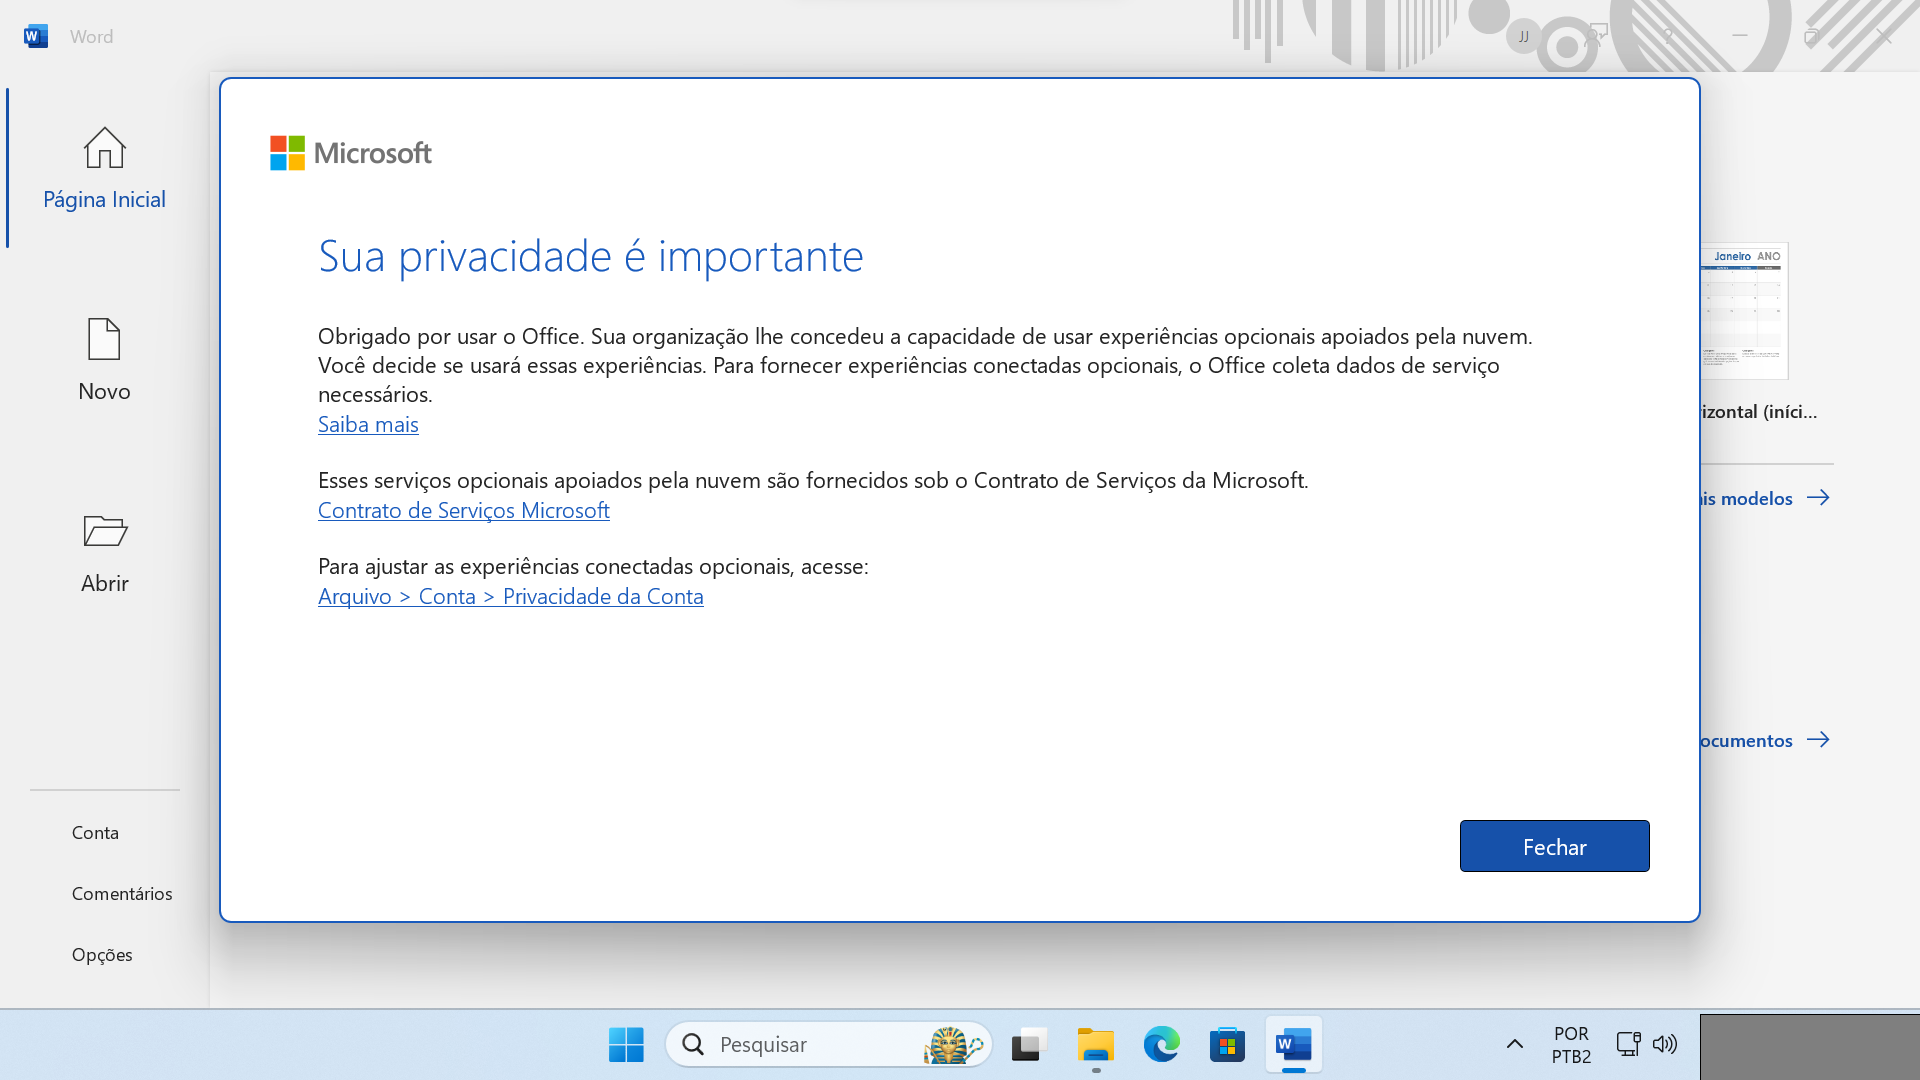 Word
JJ
Página Inicial
Novo
Abrir
Conta
Comentários
Opções
Microsoft
Sua privacidade é importante
Obrigado por usar o Office. Sua organização lhe concedeu a capacidade de usar experiências opcionais apoiados pela nuvem.
Você decide se usará essas experiências. Para fornecer experiências conectadas opcionais, o Office coleta dados de serviço
necessários.
Saiba mais
Esses serviços opcionais apoiados pela nuvem são fornecidos sob o Contrato de Serviços da Microsoft.
Contrato de Serviços Microsoft
Para ajustar as experiências conectadas opcionais, acesse:
Arquivo > Conta > Privacidade da Conta
Fechar
Janeiro ANO
izontal (iníci...
is modelos
ocumentos
Pesquisar
POR
PTB2